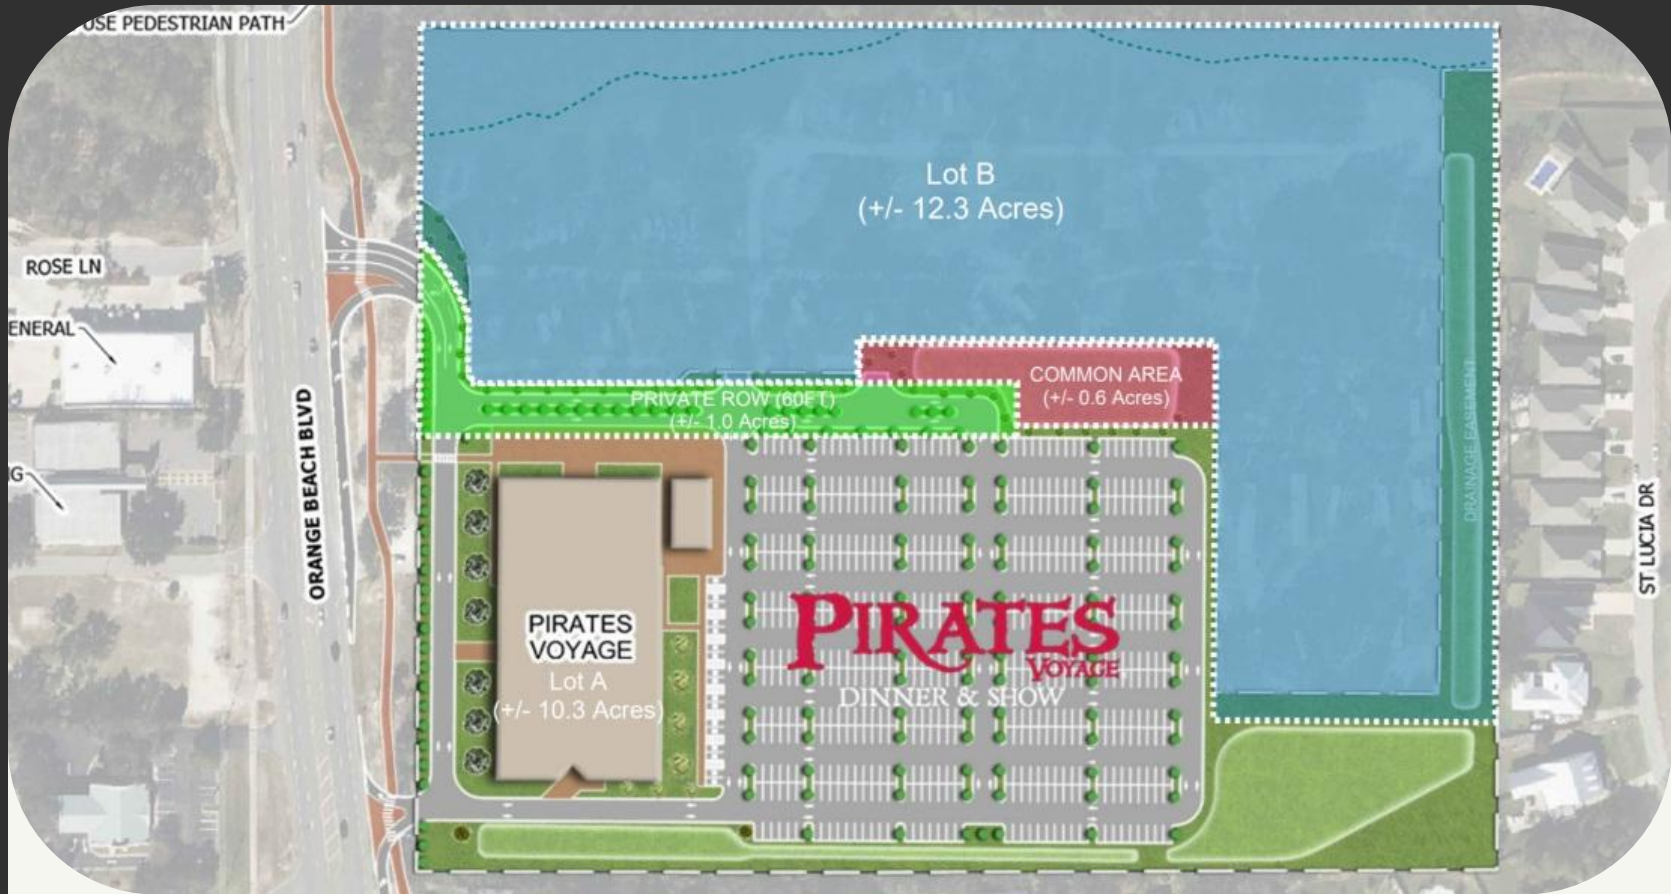 USE PEDESTRIAN PATH
Lot B
(+/- 12.3 Acres)
ROSE LN
ENERAL
COMMON AREA
(+/- 0.6 Acres)
PRIVATE ROW (60FT)
(+/- 1.0 Acres)
ORANGE BEACH BLVD
DRAINAGE EASEMENT
G
ST LUCIA DR
PIRATES
VOYAGE
Lot A
(+/- 10.3 Acres)
PIRATES
VOYAGE
DINNER & SHOW